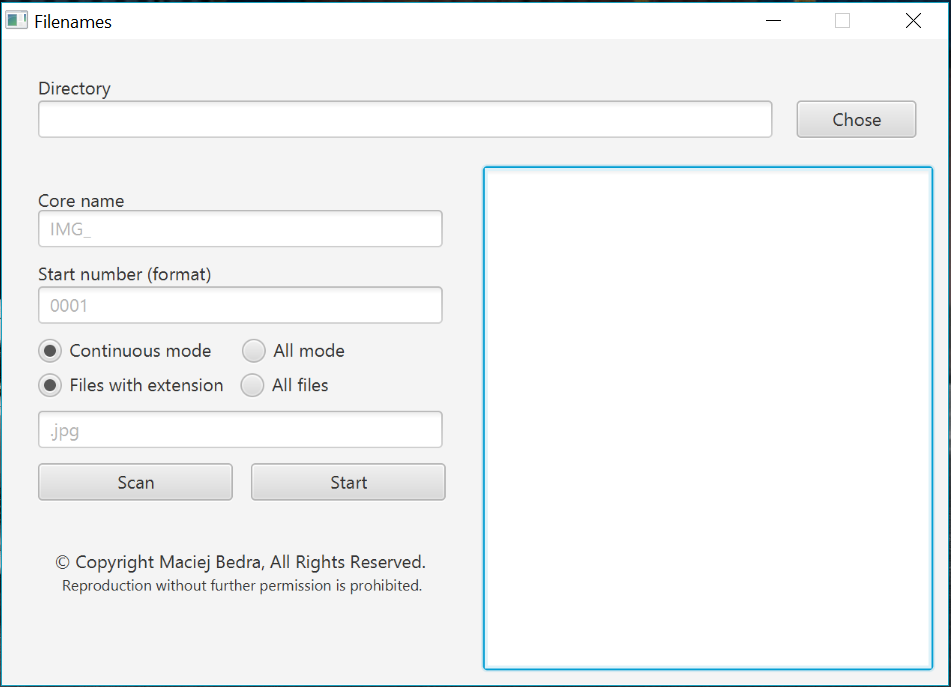 Filenames
Directory
Chose
Core name
IMG_
Start number (format)
0001
Continuous mode All mode
Files with extension All files
.jpg
Scan Start
© Copyright Maciej Bedra, All Rights Reserved.
Reproduction without further permission is prohibited.